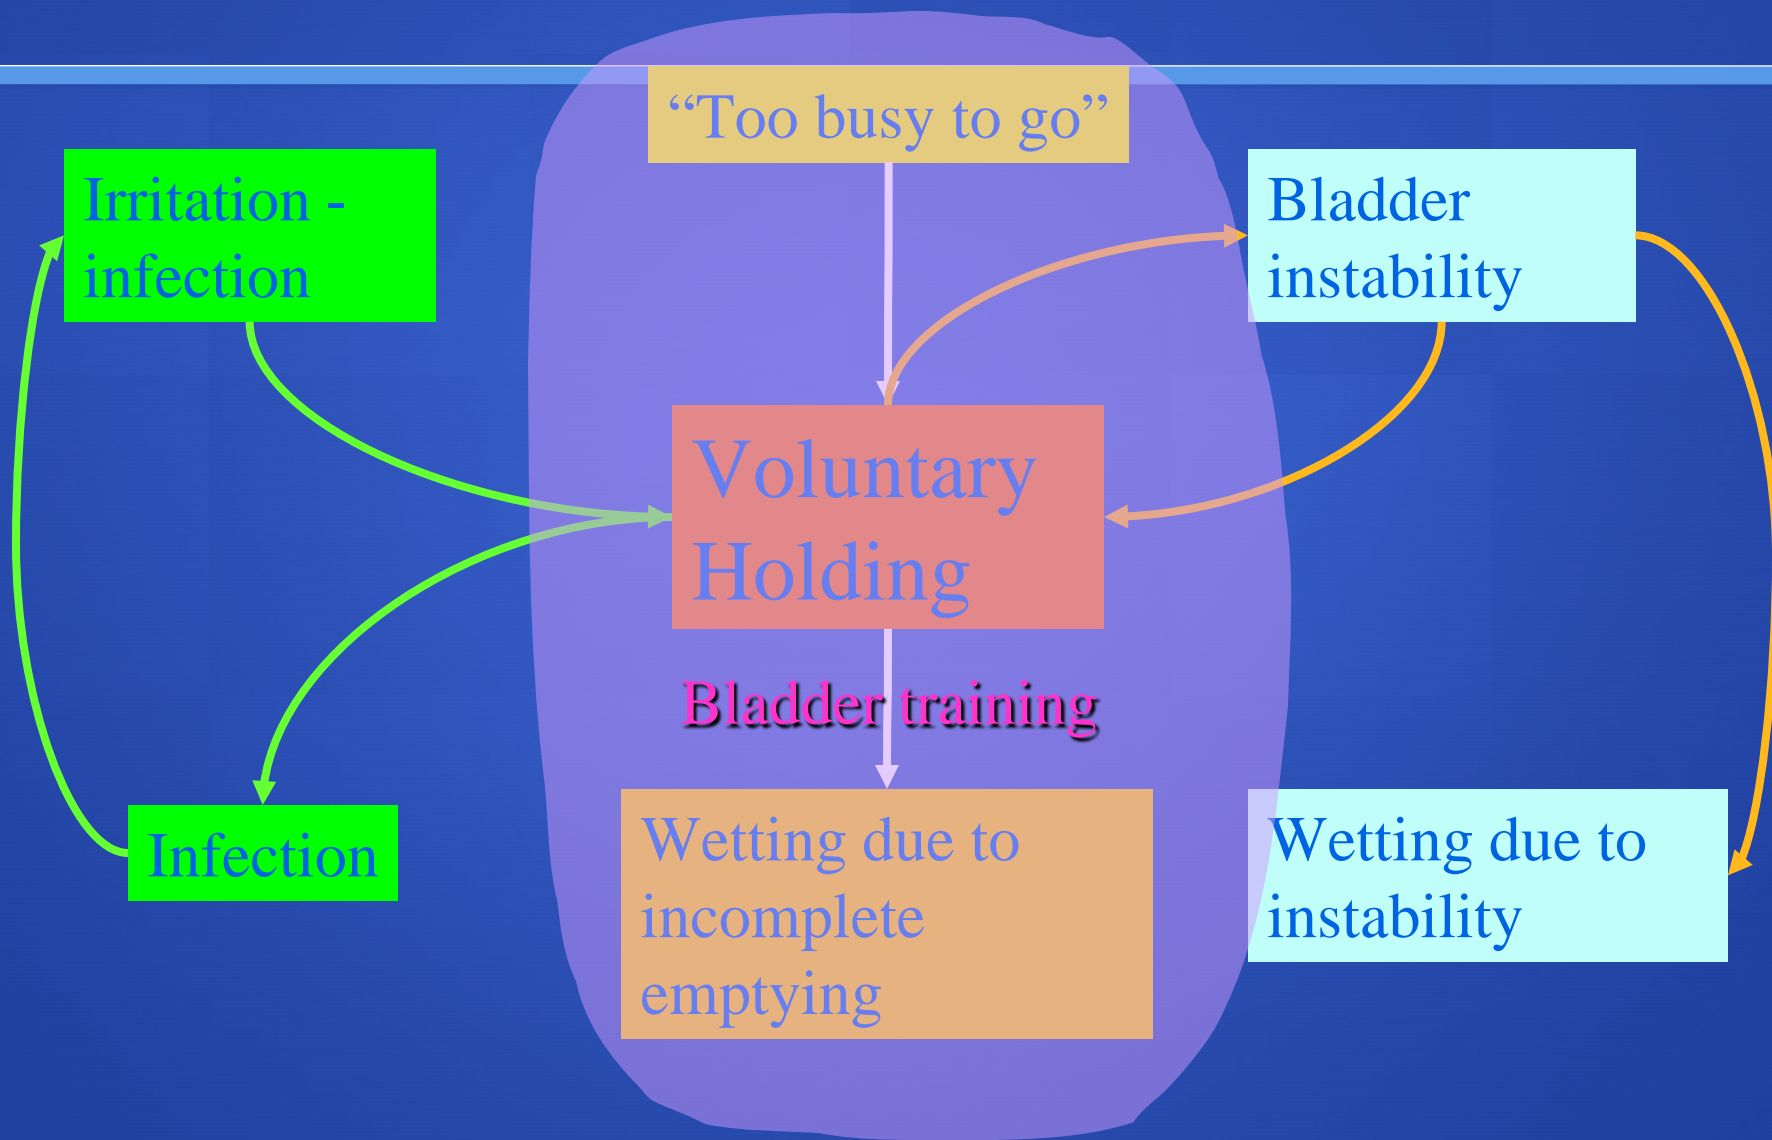 “Too busy to go”
Irritation -
infection
Bladder
instability
Voluntary
Holding
Bladder training
Infection
Wetting due to
incomplete
emptying
Wetting due to
instability